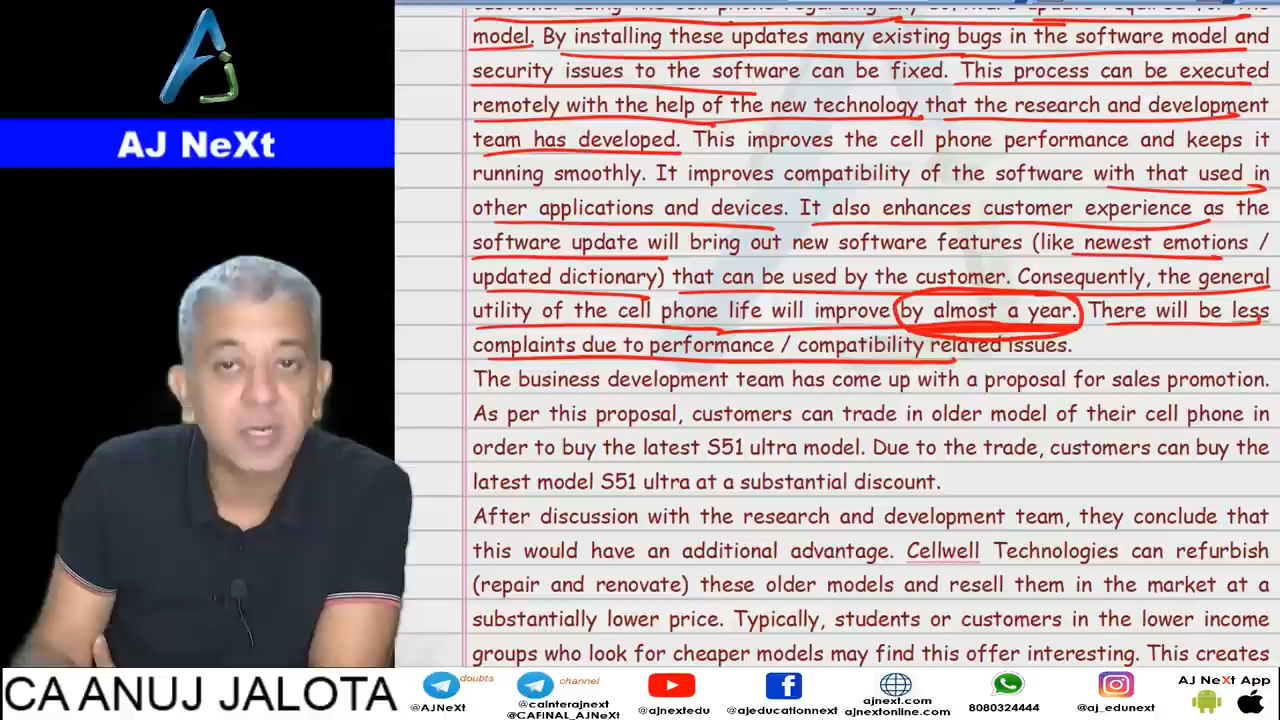 AJ NeXt
model. By installing these updates many existing bugs in the software model and
security issues to the software can be fixed. This process can be executed
remotely with the help of the new technology that the research and development
team has developed. This improves the cell phone performance and keeps it
running smoothly. It improves compatibility of the software with that used in
other applications and devices. It also enhances customer experience as the
software update will bring out new software features (like newest emotions /
updated dictionary) that can be used by the customer. Consequently, the general
utility of the cell phone life will improve by almost a year. There will be less
complaints due to performance / compatibility related issues.
The business development team has come up with a proposal for sales promotion.
As per this proposal, customers can trade in older model of their cell phone in
order to buy the latest S51 ultra model. Due to the trade, customers can buy the
latest model S51 ultra at a substantial discount.
After discussion with the research and development team, they conclude that
this would have an additional advantage. Cellwell Technologies can refurbish
(repair and renovate) these older models and resell them in the market at a
substantially lower price. Typically, students or customers in the lower income
groups who look for cheaper models may find this offer interesting. This creates
CA ANUJ JALOTA
doubts
@AJNeXt
channel
@cainterajnext
@CAFINAL_AJNeXt
@ajnextedu
@ajeducationnext
ajnext.com
ajnextonline.com
8080324444
@aj_edunext
AJ NeXt App